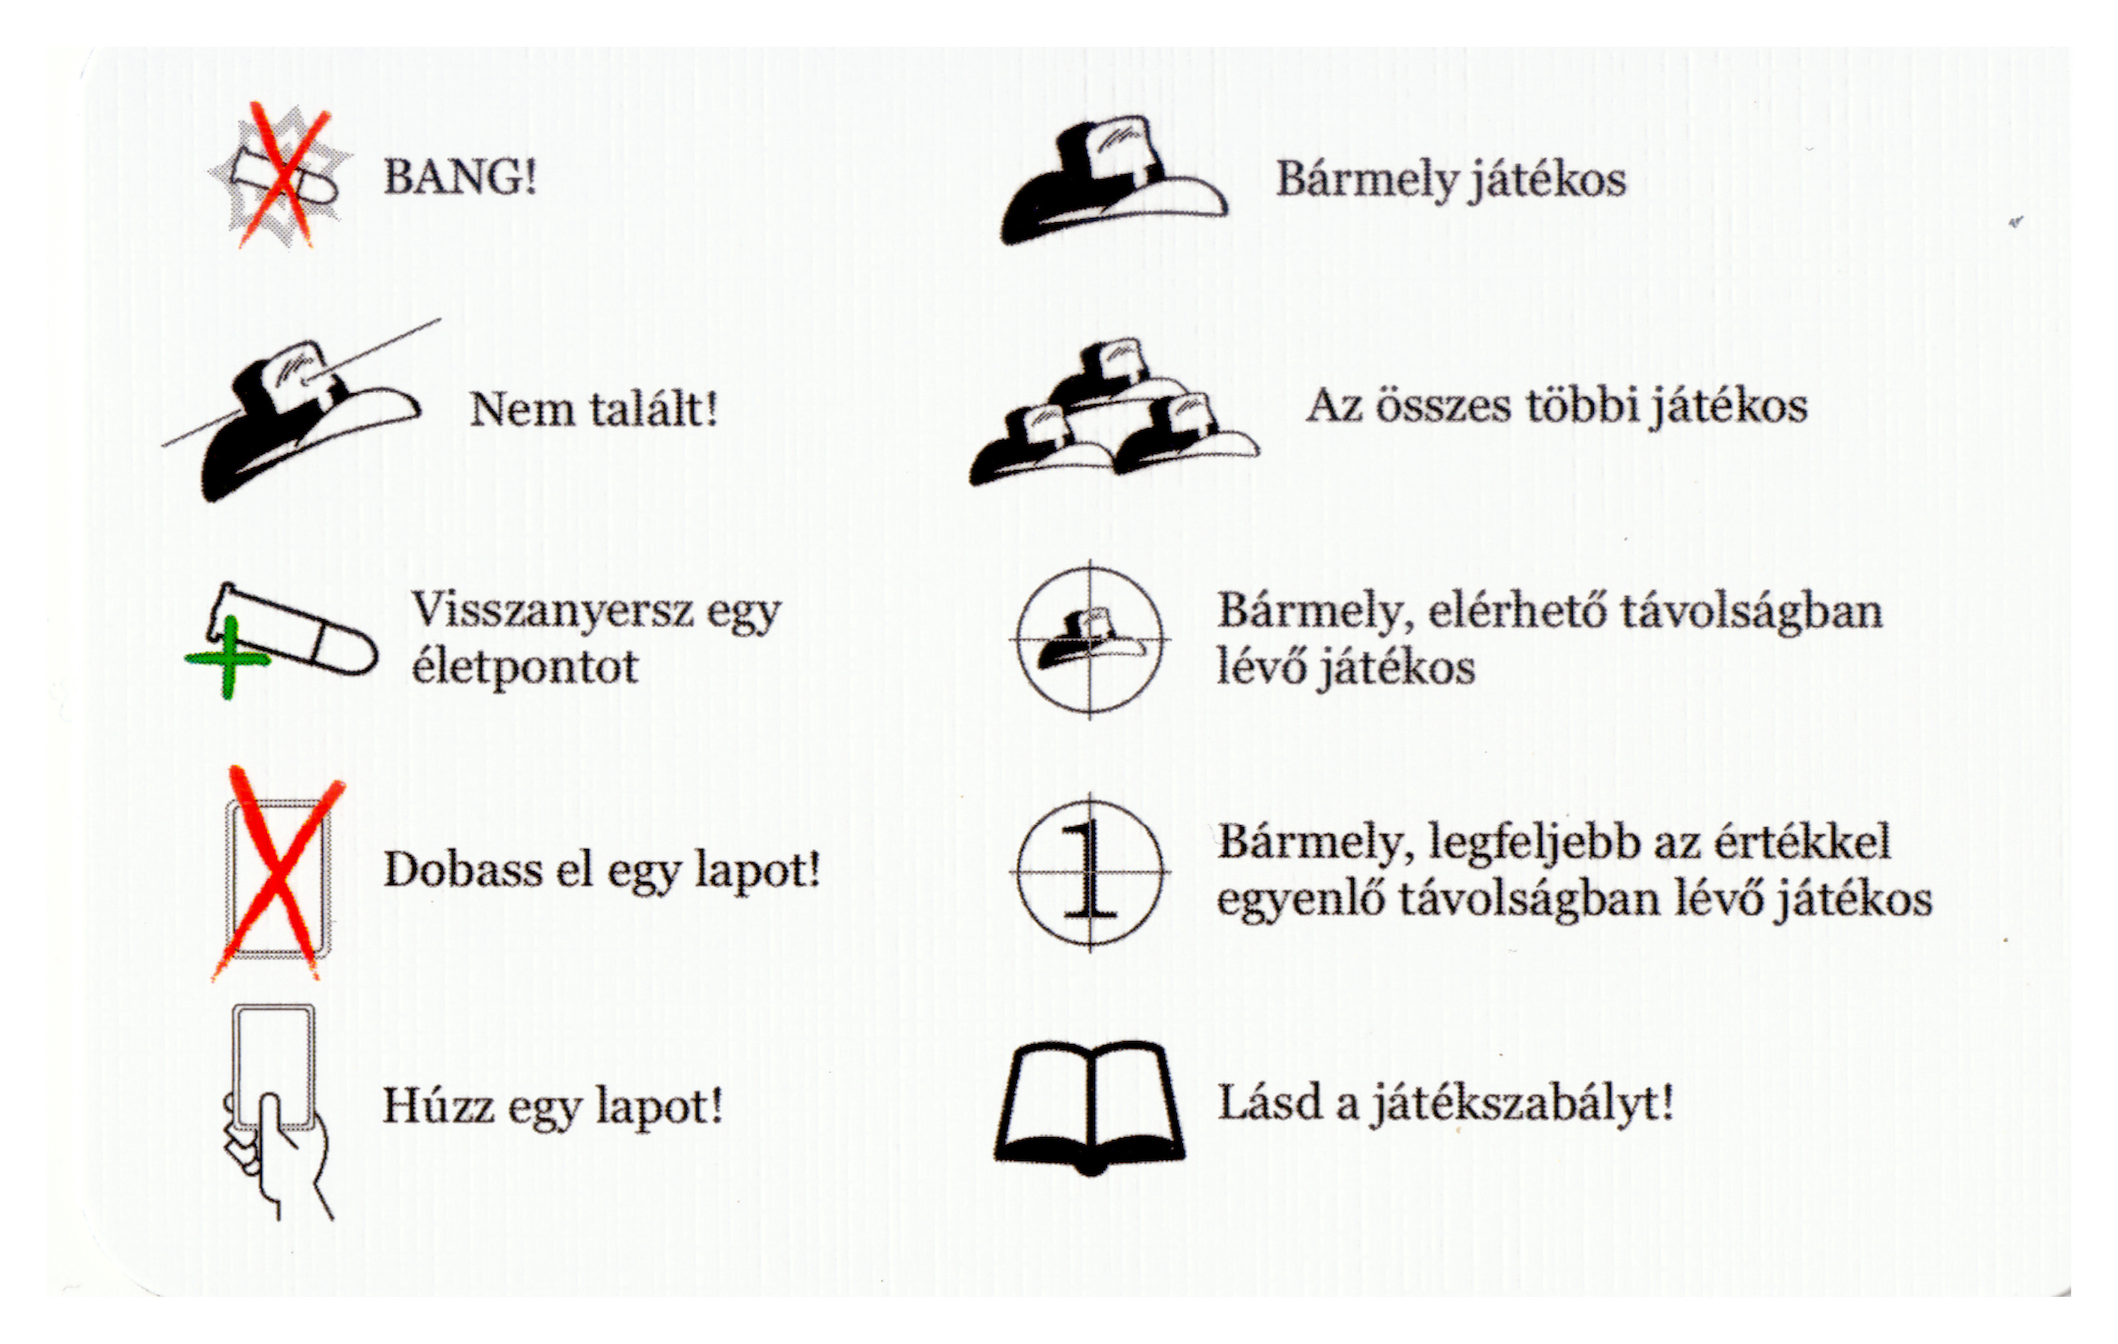 BANG!
Nem talált!
Visszanyersz egy
életpontot
Dobass el egy lapot!
Húzz egy lapot!
Bármely játékos
Az összes többi játékos
Bármely, elérhető távolságban
lévő játékos
1
Bármely, legfeljebb az értékkel
egyenlő távolságban lévő játékos
Lásd a játékszabályt!